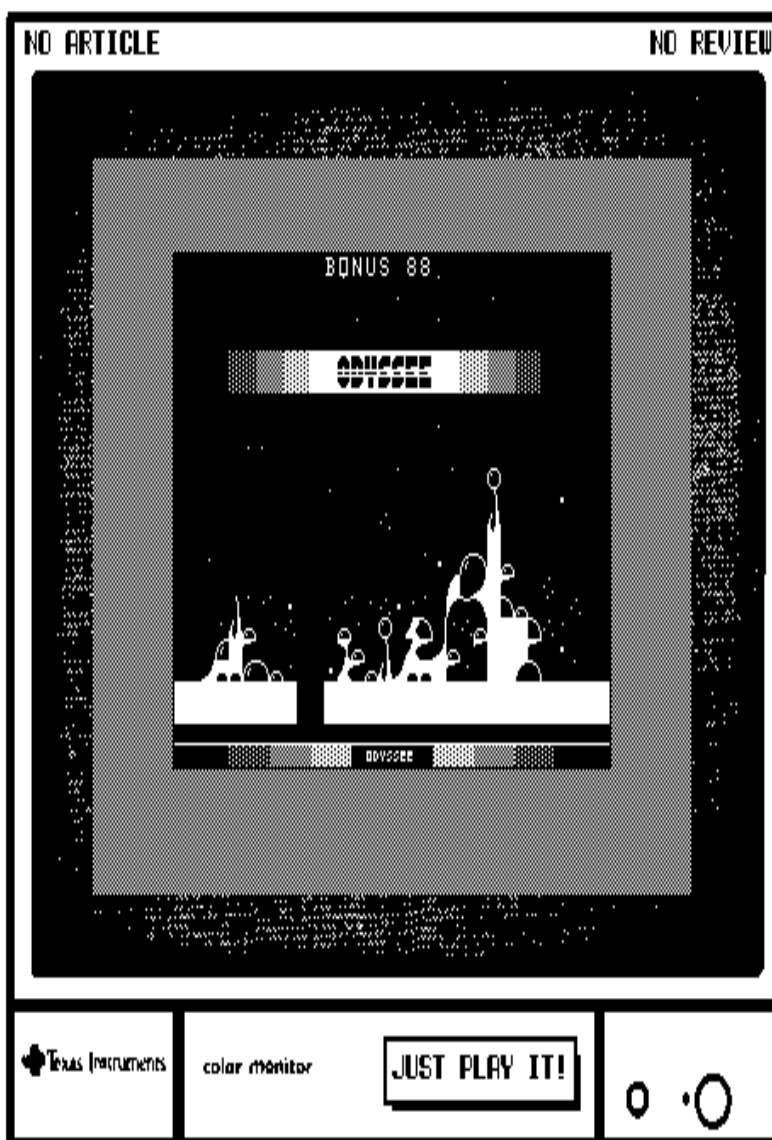 NO ARTICLE
NO REVIEW
BONUS 88
ODYSSEE
ODYSSEE
Texas Instruments
color monitor
JUST PLAY IT!